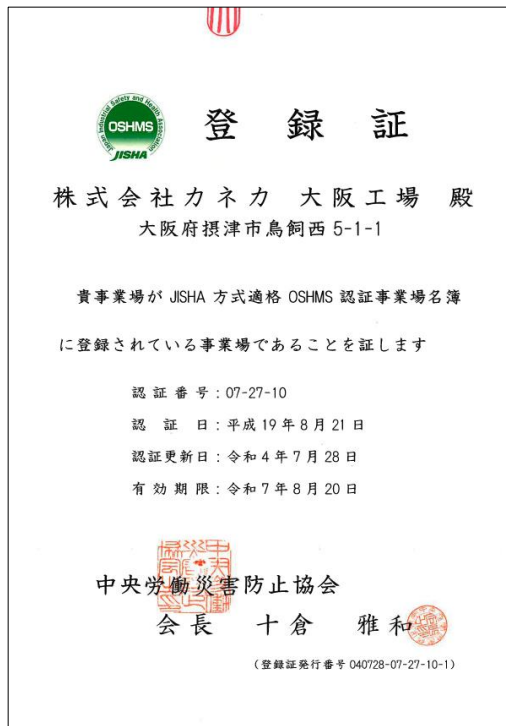 Japan Industrial Safety and Health Association
OSHMS
JISHA
登録証
株式会社カネカ 大阪工場 殿
大阪府摂津市鳥飼西 5-1-1
貴事業場が JISHA 方式適格 OSHMS 認証事業場名簿
に登録されている事業場であることを証します
認証番号:07-27-10
認証日:平成 19 年 8 月 21 日
認証更新日:令和 4 年 7 月 28 日
有効期限:令和 7 年 8 月 20 日
中央労働災害防止協会
会長 十倉 雅和
(登録証発行番号 040728-07-27-10-1)